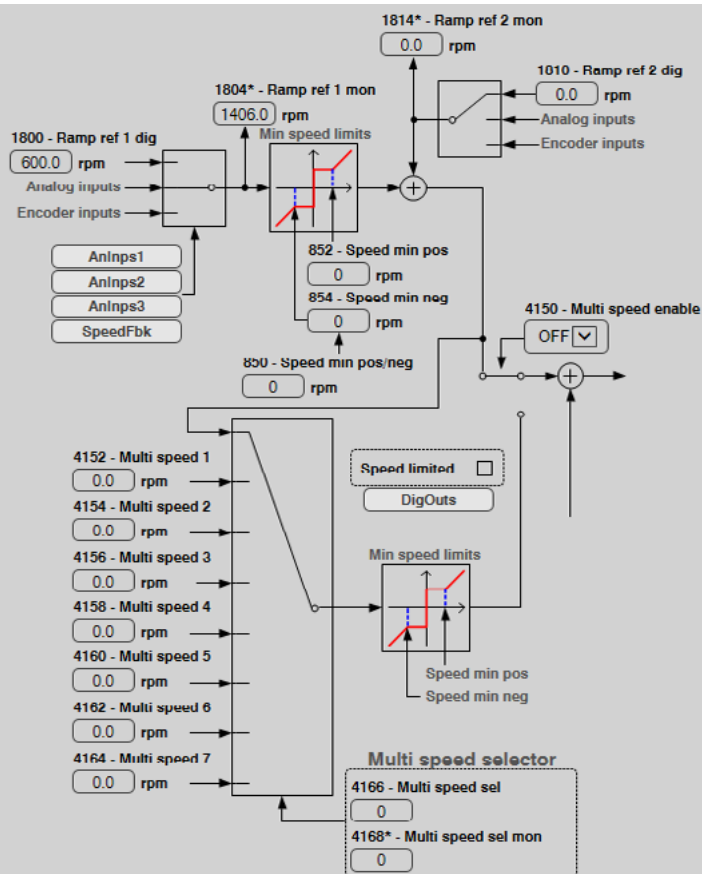 1814* - Ramp ref 2 mon
0.0 rpm
1010 - Ramp ref 2 dig
0.0 rpm
Analog inputs
Encoder inputs
1804* - Ramp ref 1 mon
1406.0 rpm
Min speed limits
1800 - Ramp ref 1 dig
600.0 rpm
Analog inputs
Encoder inputs
AnInps1
AnInps2
AnInps3
SpeedFbk
852 - Speed min pos
0 rpm
854 - Speed min neg
0 rpm
850 - Speed min pos/neg
0 rpm
4150 - Multi speed enable
OFF
4152 - Multi speed 1
0.0 rpm
4154 - Multi speed 2
0.0 rpm
4156 - Multi speed 3
0.0 rpm
4158 - Multi speed 4
0.0 rpm
4160 - Multi speed 5
0.0 rpm
4162 - Multi speed 6
0.0 rpm
4164 - Multi speed 7
0.0 rpm
Speed limited
DigOuts
Min speed limits
Speed min pos
Speed min neg
Multi speed selector
4166 - Multi speed sel
0
4168* - Multi speed sel mon
0